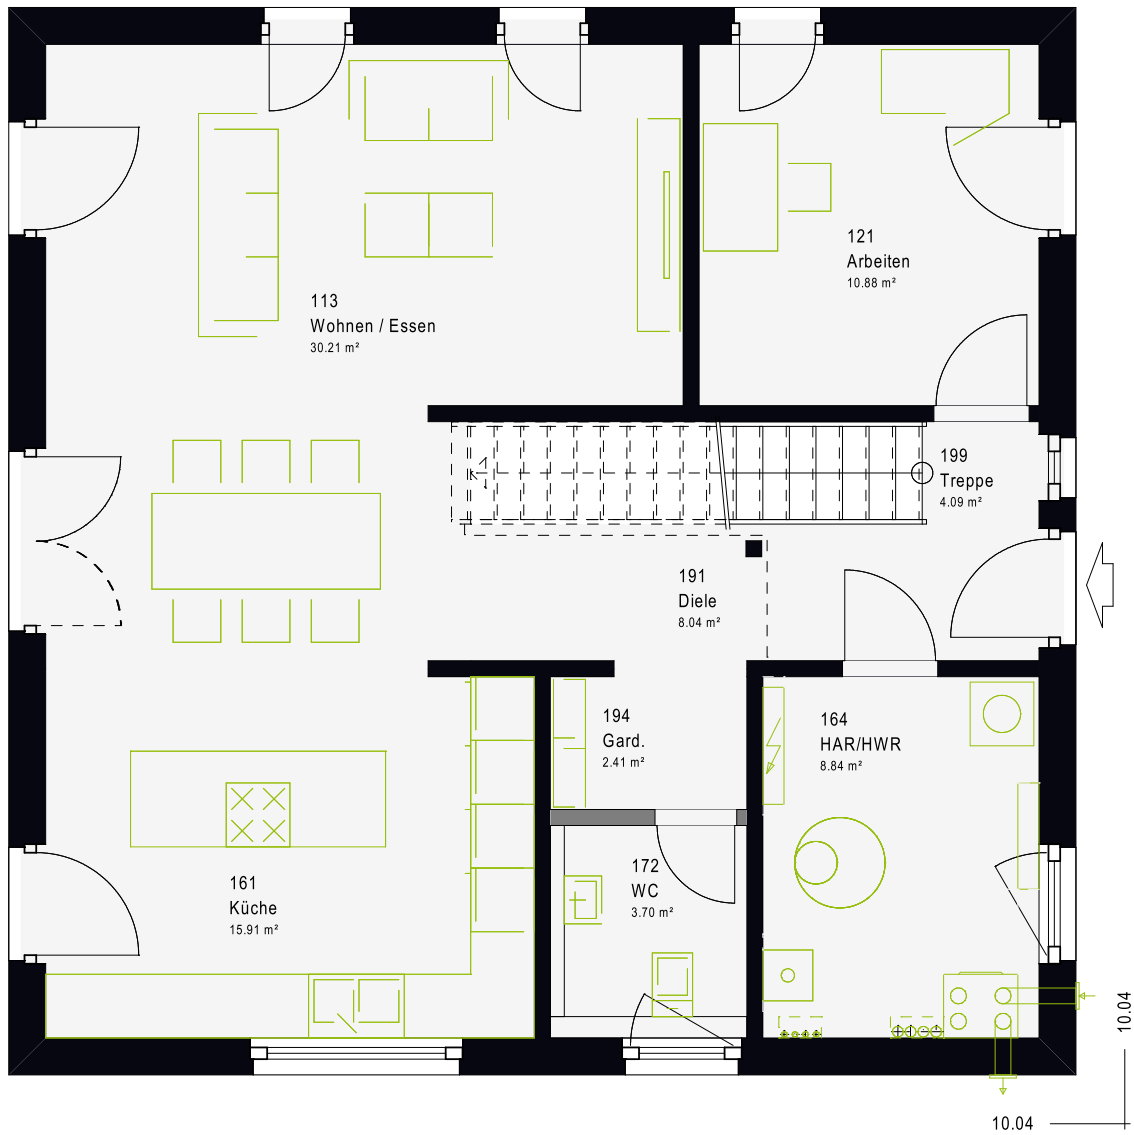 121
Arbeiten
10.88 m²
113
Wohnen / Essen
30.21 m²
199
Treppe
4.09 m²
191
Diele
8.04 m²
194
Gard.
2.41 m²
164
HAR/HWR
8.84 m²
172
WC
3.70 m²
161
Küche
15.91 m²
10.04
10.04